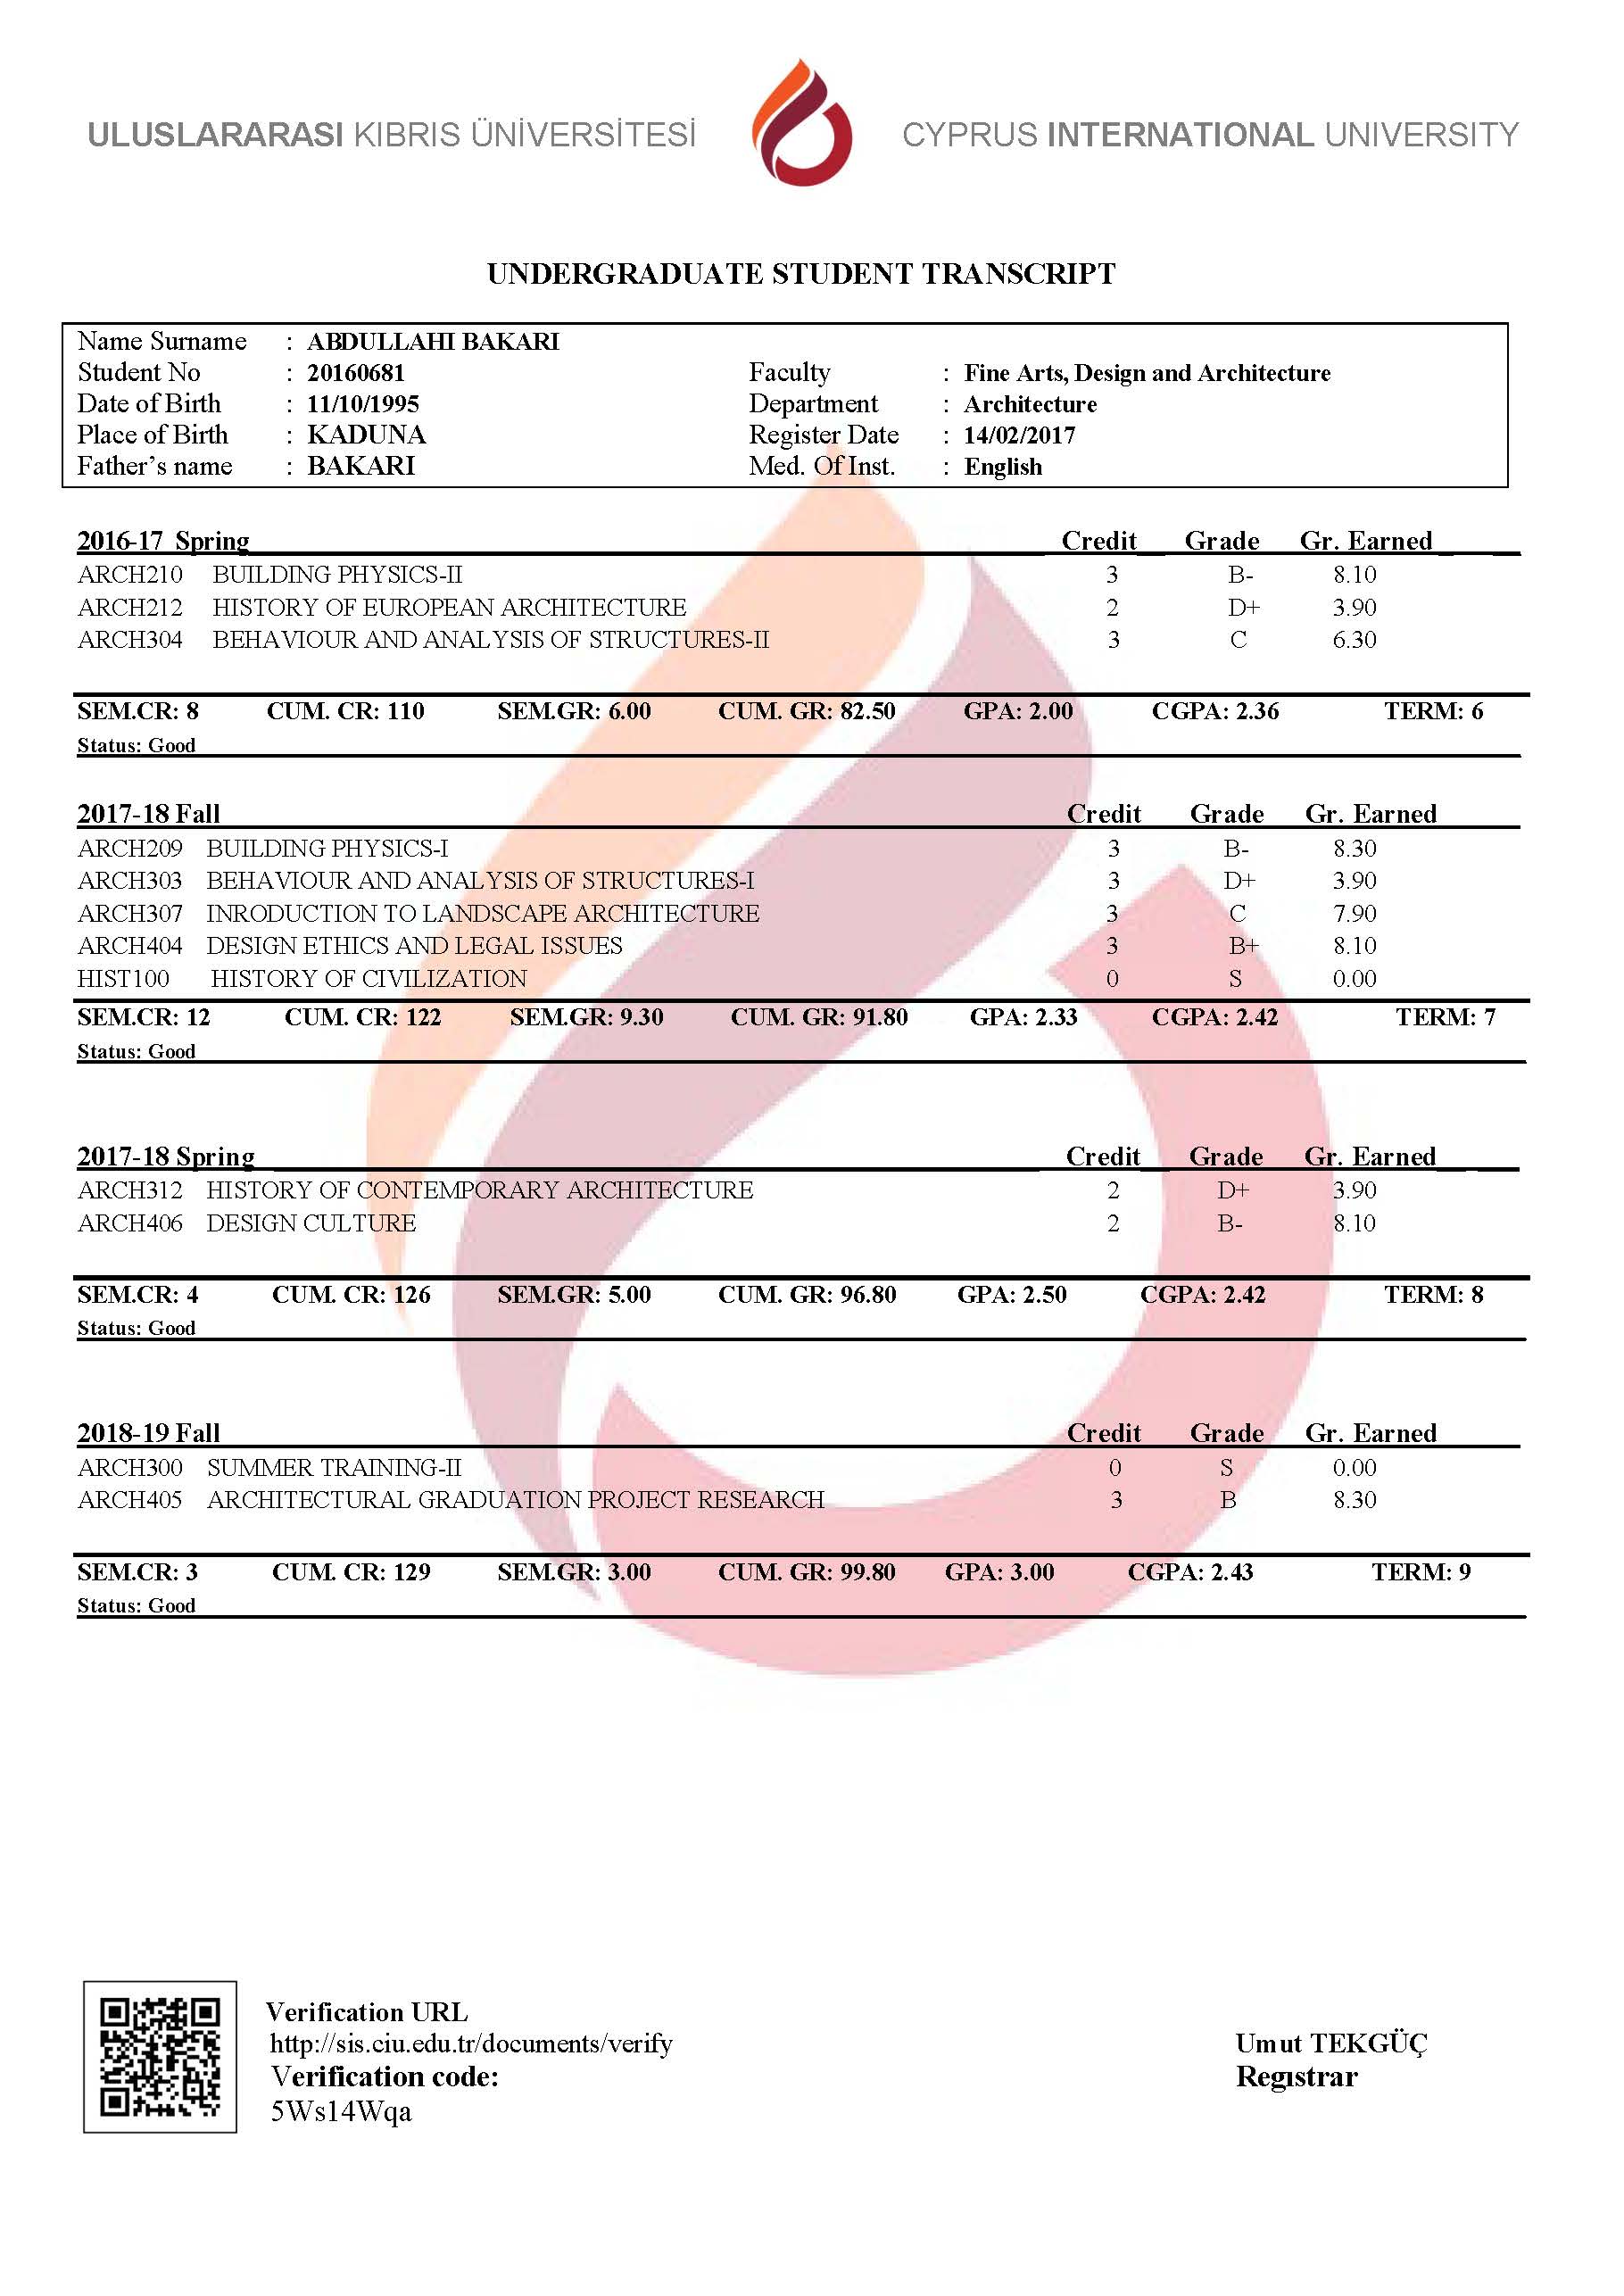 ULUSLARARASI KIBRIS ÜNİVERSİTESİ CYPRUS INTERNATIONAL UNIVERSITY
UNDERGRADUATE STUDENT TRANSCRIPT
Name Surname : ABDULLAHI BAKARI
Student No : 20160681 Faculty : Fine Arts, Design and Architecture
Date of Birth : 11/10/1995 Department : Architecture
Place of Birth : KADUNA Register Date : 14/02/2017
Father’s name : BAKARI Med. Of Inst. : English
2016-17 Spring Credit Grade Gr. Earned
ARCH210 BUILDING PHYSICS-II 3 B- 8.10
ARCH212 HISTORY OF EUROPEAN ARCHITECTURE 2 D+ 3.90
ARCH304 BEHAVIOUR AND ANALYSIS OF STRUCTURES-II 3 C 6.30
SEM.CR: 8 CUM. CR: 110 SEM.GR: 6.00 CUM. GR: 82.50 GPA: 2.00 CGPA: 2.36 TERM: 6
Status: Good
2017-18 Fall Credit Grade Gr. Earned
ARCH209 BUILDING PHYSICS-I 3 B- 8.30
ARCH303 BEHAVIOUR AND ANALYSIS OF STRUCTURES-I 3 D+ 3.90
ARCH307 INRODUCTION TO LANDSCAPE ARCHITECTURE 3 C 7.90
ARCH404 DESIGN ETHICS AND LEGAL ISSUES 3 B+ 8.10
HIST100 HISTORY OF CIVILIZATION 0 S 0.00
SEM.CR: 12 CUM. CR: 122 SEM.GR: 9.30 CUM. GR: 91.80 GPA: 2.33 CGPA: 2.42 TERM: 7
Status: Good
2017-18 Spring Credit Grade Gr. Earned
ARCH312 HISTORY OF CONTEMPORARY ARCHITECTURE 2 D+ 3.90
ARCH406 DESIGN CULTURE 2 B- 8.10
SEM.CR: 4 CUM. CR: 126 SEM.GR: 5.00 CUM. GR: 96.80 GPA: 2.50 CGPA: 2.42 TERM: 8
Status: Good
2018-19 Fall Credit Grade Gr. Earned
ARCH300 SUMMER TRAINING-II 0 S 0.00
ARCH405 ARCHITECTURAL GRADUATION PROJECT RESEARCH 3 B 8.30
SEM.CR: 3 CUM. CR: 129 SEM.GR: 3.00 CUM. GR: 99.80 GPA: 3.00 CGPA: 2.43 TERM: 9
Status: Good
Verification URL
http://sis.ciu.edu.tr/documents/verify Umut TEKGÜÇ
Verification code: Regıstrar
5Ws14Wqa